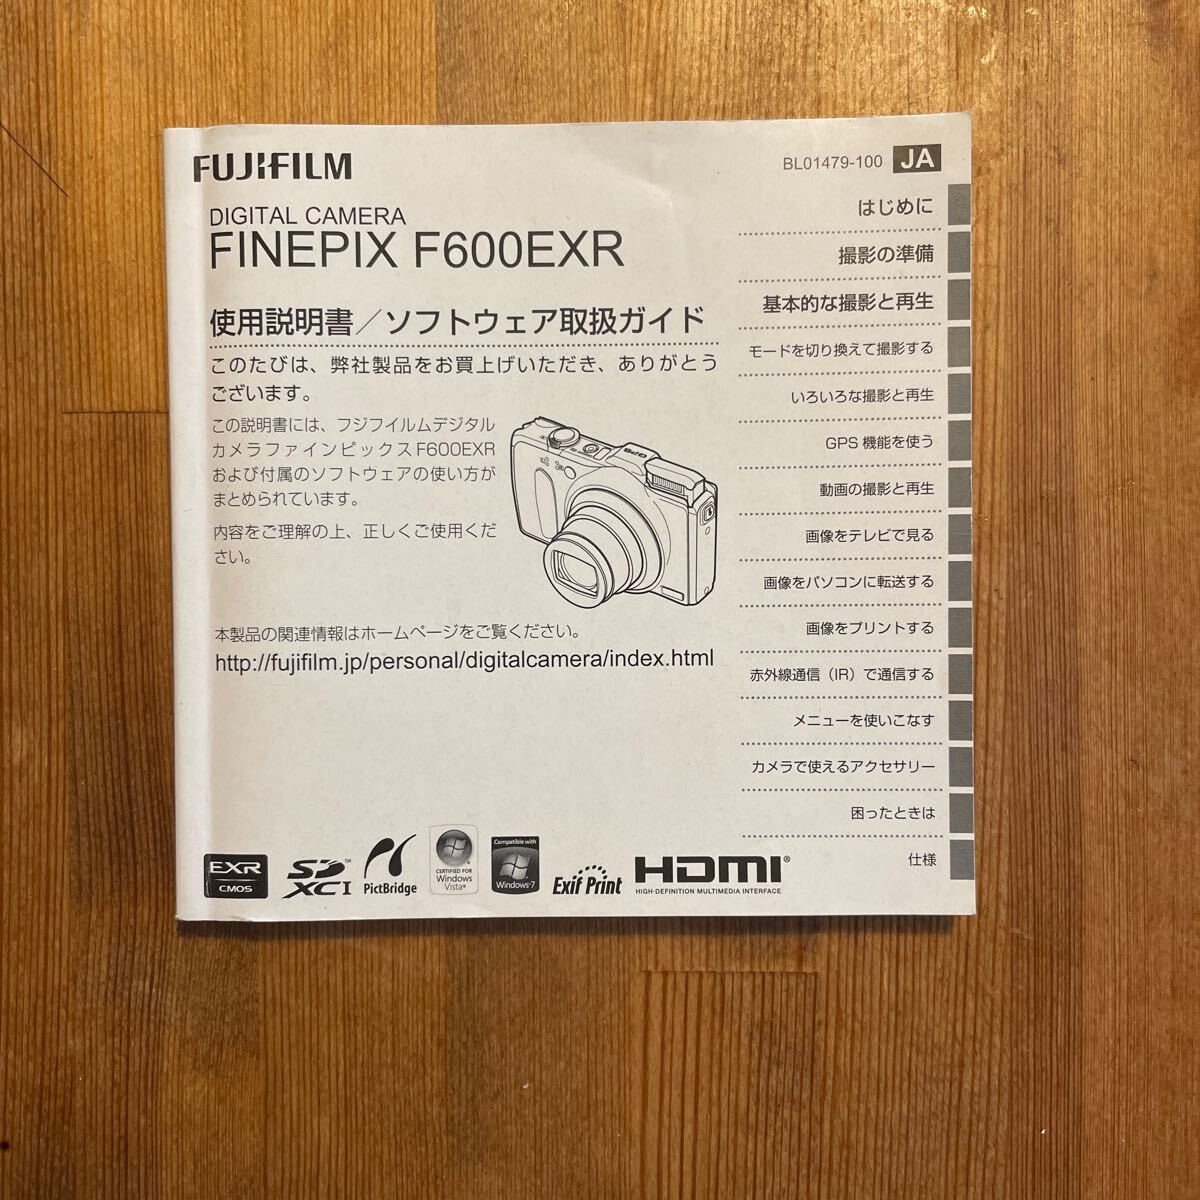 FUJIFILM
BL01479-100 JA
DIGITAL CAMERA
FINEPIX F600EXR
使用説明書／ソフトウェア取扱ガイド
このたびは、弊社製品をお買上げいただき、ありがとう
ございます。
この説明書には、フジフイルムデジタル
カメラファインピックス F600EXR
および付属のソフトウェアの使い方が
まとめられています。
内容をご理解の上、正しくご使用くだ
さい。
GPS
本製品の関連情報はホームページをご覧ください。
http://fujifilm.jp/personal/digitalcamera/index.html
はじめに
撮影の準備
基本的な撮影と再生
モードを切り換えて撮影する
いろいろな撮影と再生
GPS 機能を使う
動画の撮影と再生
画像をテレビで見る
画像をパソコンに転送する
画像をプリントする
赤外線通信（IR）で通信する
メニューを使いこなす
カメラで使えるアクセサリー
困ったときは
仕様
EXR
CMOS
SD™
XC I
PictBridge
CERTIFIED FOR
Windows
Vista®
Compatible with
Windows®7
Exif Print
HDMI®
HIGH-DEFINITION MULTIMEDIA INTERFACE